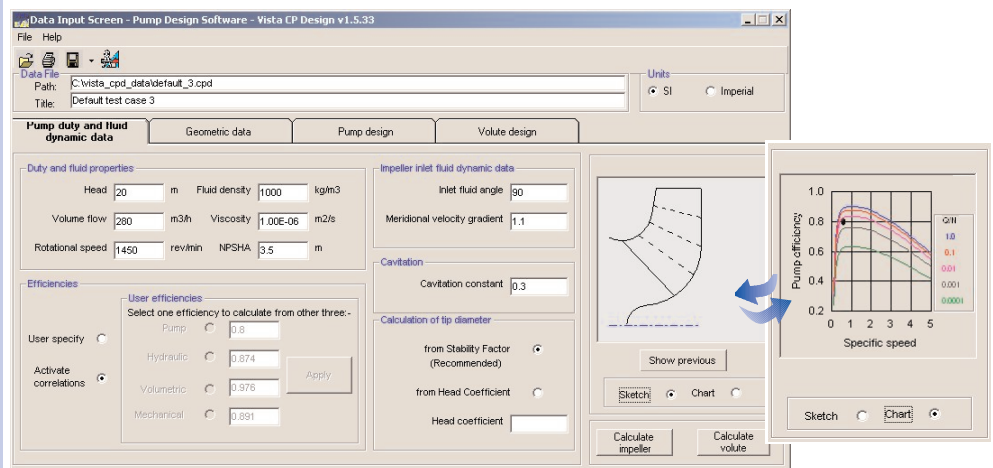 Data Input Screen - Pump Design Software - Vista CP Design v1.5.33
File Help
Data File
Path: C:\vista_cpd_data\default_3.cpd
Title: Default test case 3
Units
SI Imperial
Pump duty and fluid dynamic data
Geometric data
Pump design
Volute design
Duty and fluid properties
Head 20 m Fluid density 1000 kg/m3
Volume flow 280 m3/h Viscosity 1.00E-06 m2/s
Rotational speed 1450 rev/min NPSHA 3.5 m
Efficiencies
User specify
Activate correlations
User efficiencies
Select one efficiency to calculate from other three:-
Pump 0.8
Hydraulic 0.874
Volumetric 0.976
Mechanical 0.891
Apply
Impeller inlet fluid dynamic data
Inlet fluid angle 90
Meridional velocity gradient 1.1
Cavitation
Cavitation constant 0.3
Calculation of tip diameter
from Stability Factor
(Recommended)
from Head Coefficient
Head coefficient
Show previous
Sketch Chart
Calculate impeller
Calculate volute
Pump efficiency
1.0
0.8
0.6
0.4
0.2
0 1 2 3 4 5
Specific speed
Q/N
1.0
0.1
0.01
0.001
0.0001
Sketch Chart